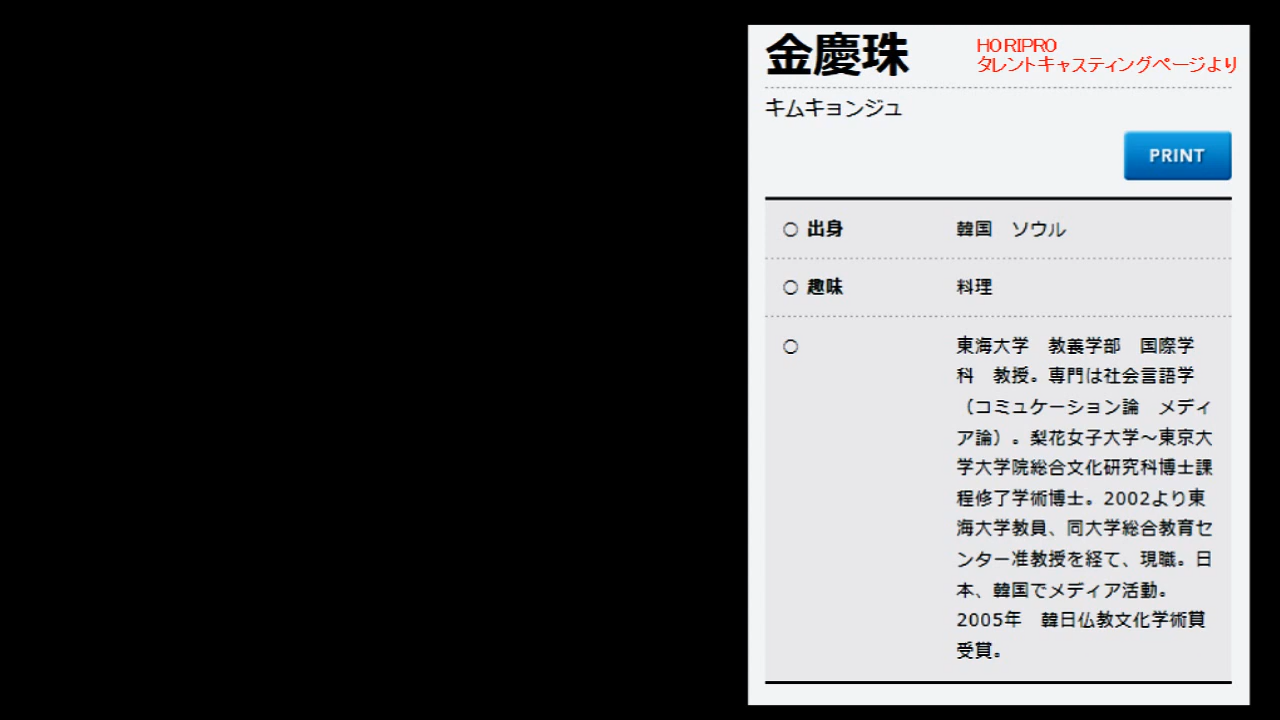 金慶珠
HORIPRO
タレントキャスティングページより
キムキョンジュ
PRINT
○ 出身 韓国 ソウル
○ 趣味 料理
○ 東海大学 教義学部 国際学
科 教授。専門は社会言語学
（コミュケーション論 メディ
ア論）。梨花女子大学〜東京大
学大学院総合文化研究科博士課
程修了学術博士。2002より東
海大学教員、同大学総合教育セ
ンター准教授を経て、現職。日
本、韓国でメディア活動。
2005年 韓日仏教文化学術賞
受賞。